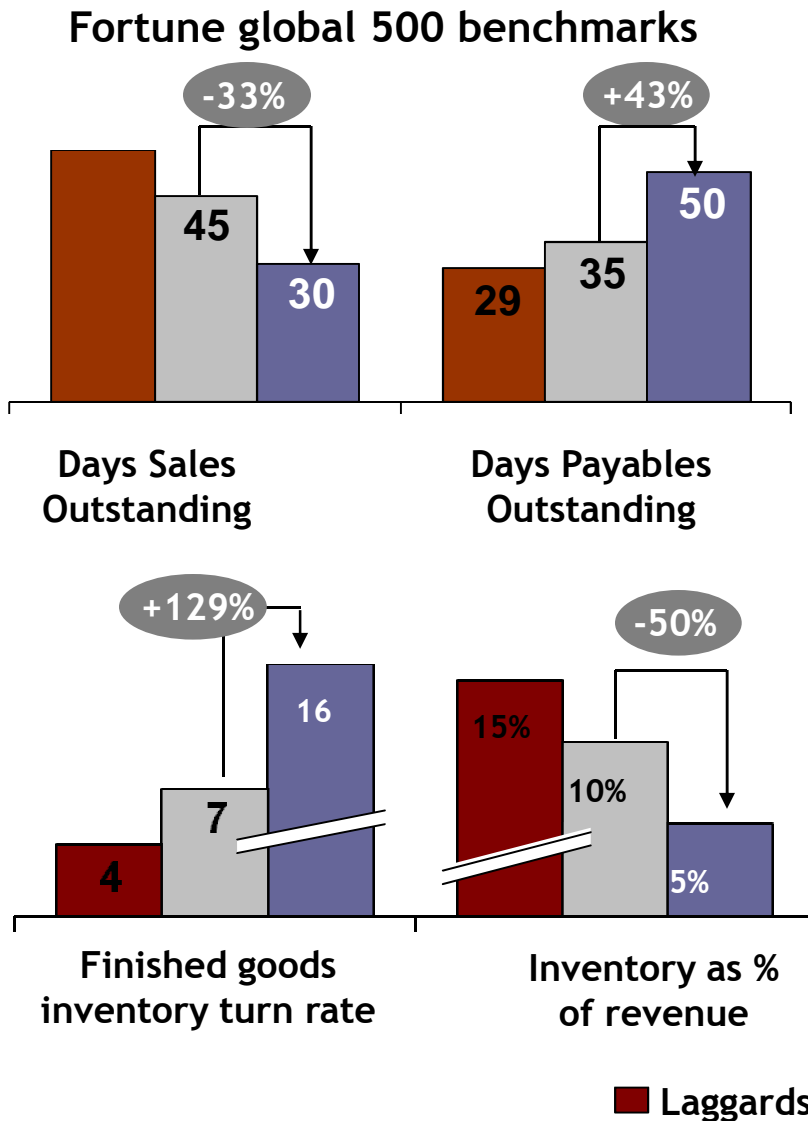 Fortune global 500 benchmarks
-33%
+43%
45
30
29
35
50
Days Sales
Outstanding
Days Payables
Outstanding
+129%
-50%
4
7
16
15%
10%
5%
Finished goods
inventory turn rate
Inventory as %
of revenue
Laggards